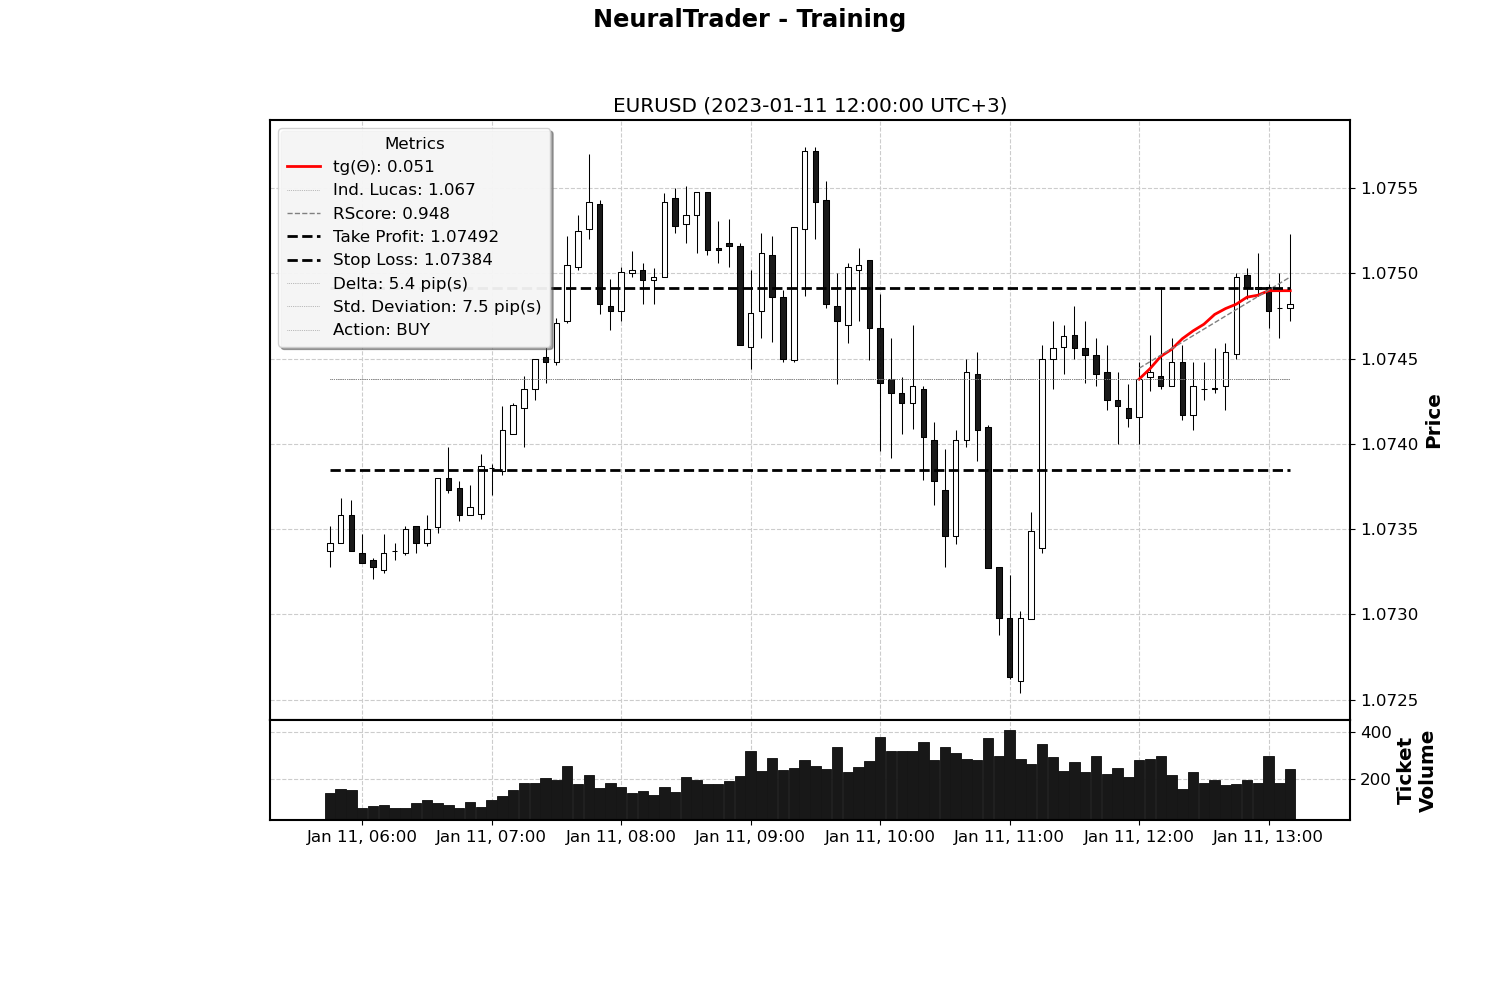 NeuralTrader - Training
EURUSD (2023-01-11 12:00:00 UTC+3)
Metrics
tg(Θ): 0.051
Ind. Lucas: 1.067
RScore: 0.948
Take Profit: 1.07492
Stop Loss: 1.07384
Delta: 5.4 pip(s)
Std. Deviation: 7.5 pip(s)
Action: BUY
1.0755
1.0750
1.0745
1.0740
1.0735
1.0730
1.0725
Price
400
200
Ticket
Volume
Jan 11, 06:00
Jan 11, 07:00
Jan 11, 08:00
Jan 11, 09:00
Jan 11, 10:00
Jan 11, 11:00
Jan 11, 12:00
Jan 11, 13:00